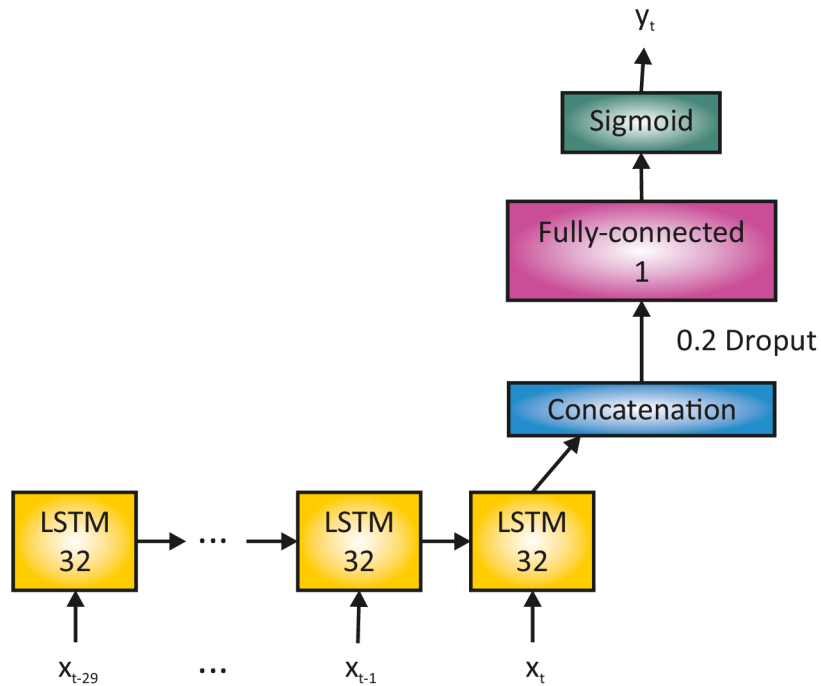 yt
Sigmoid
Fully-connected
1
0.2 Droput
Concatenation
LSTM
32
...
LSTM
32
LSTM
32
xt-29
...
xt-1
xt